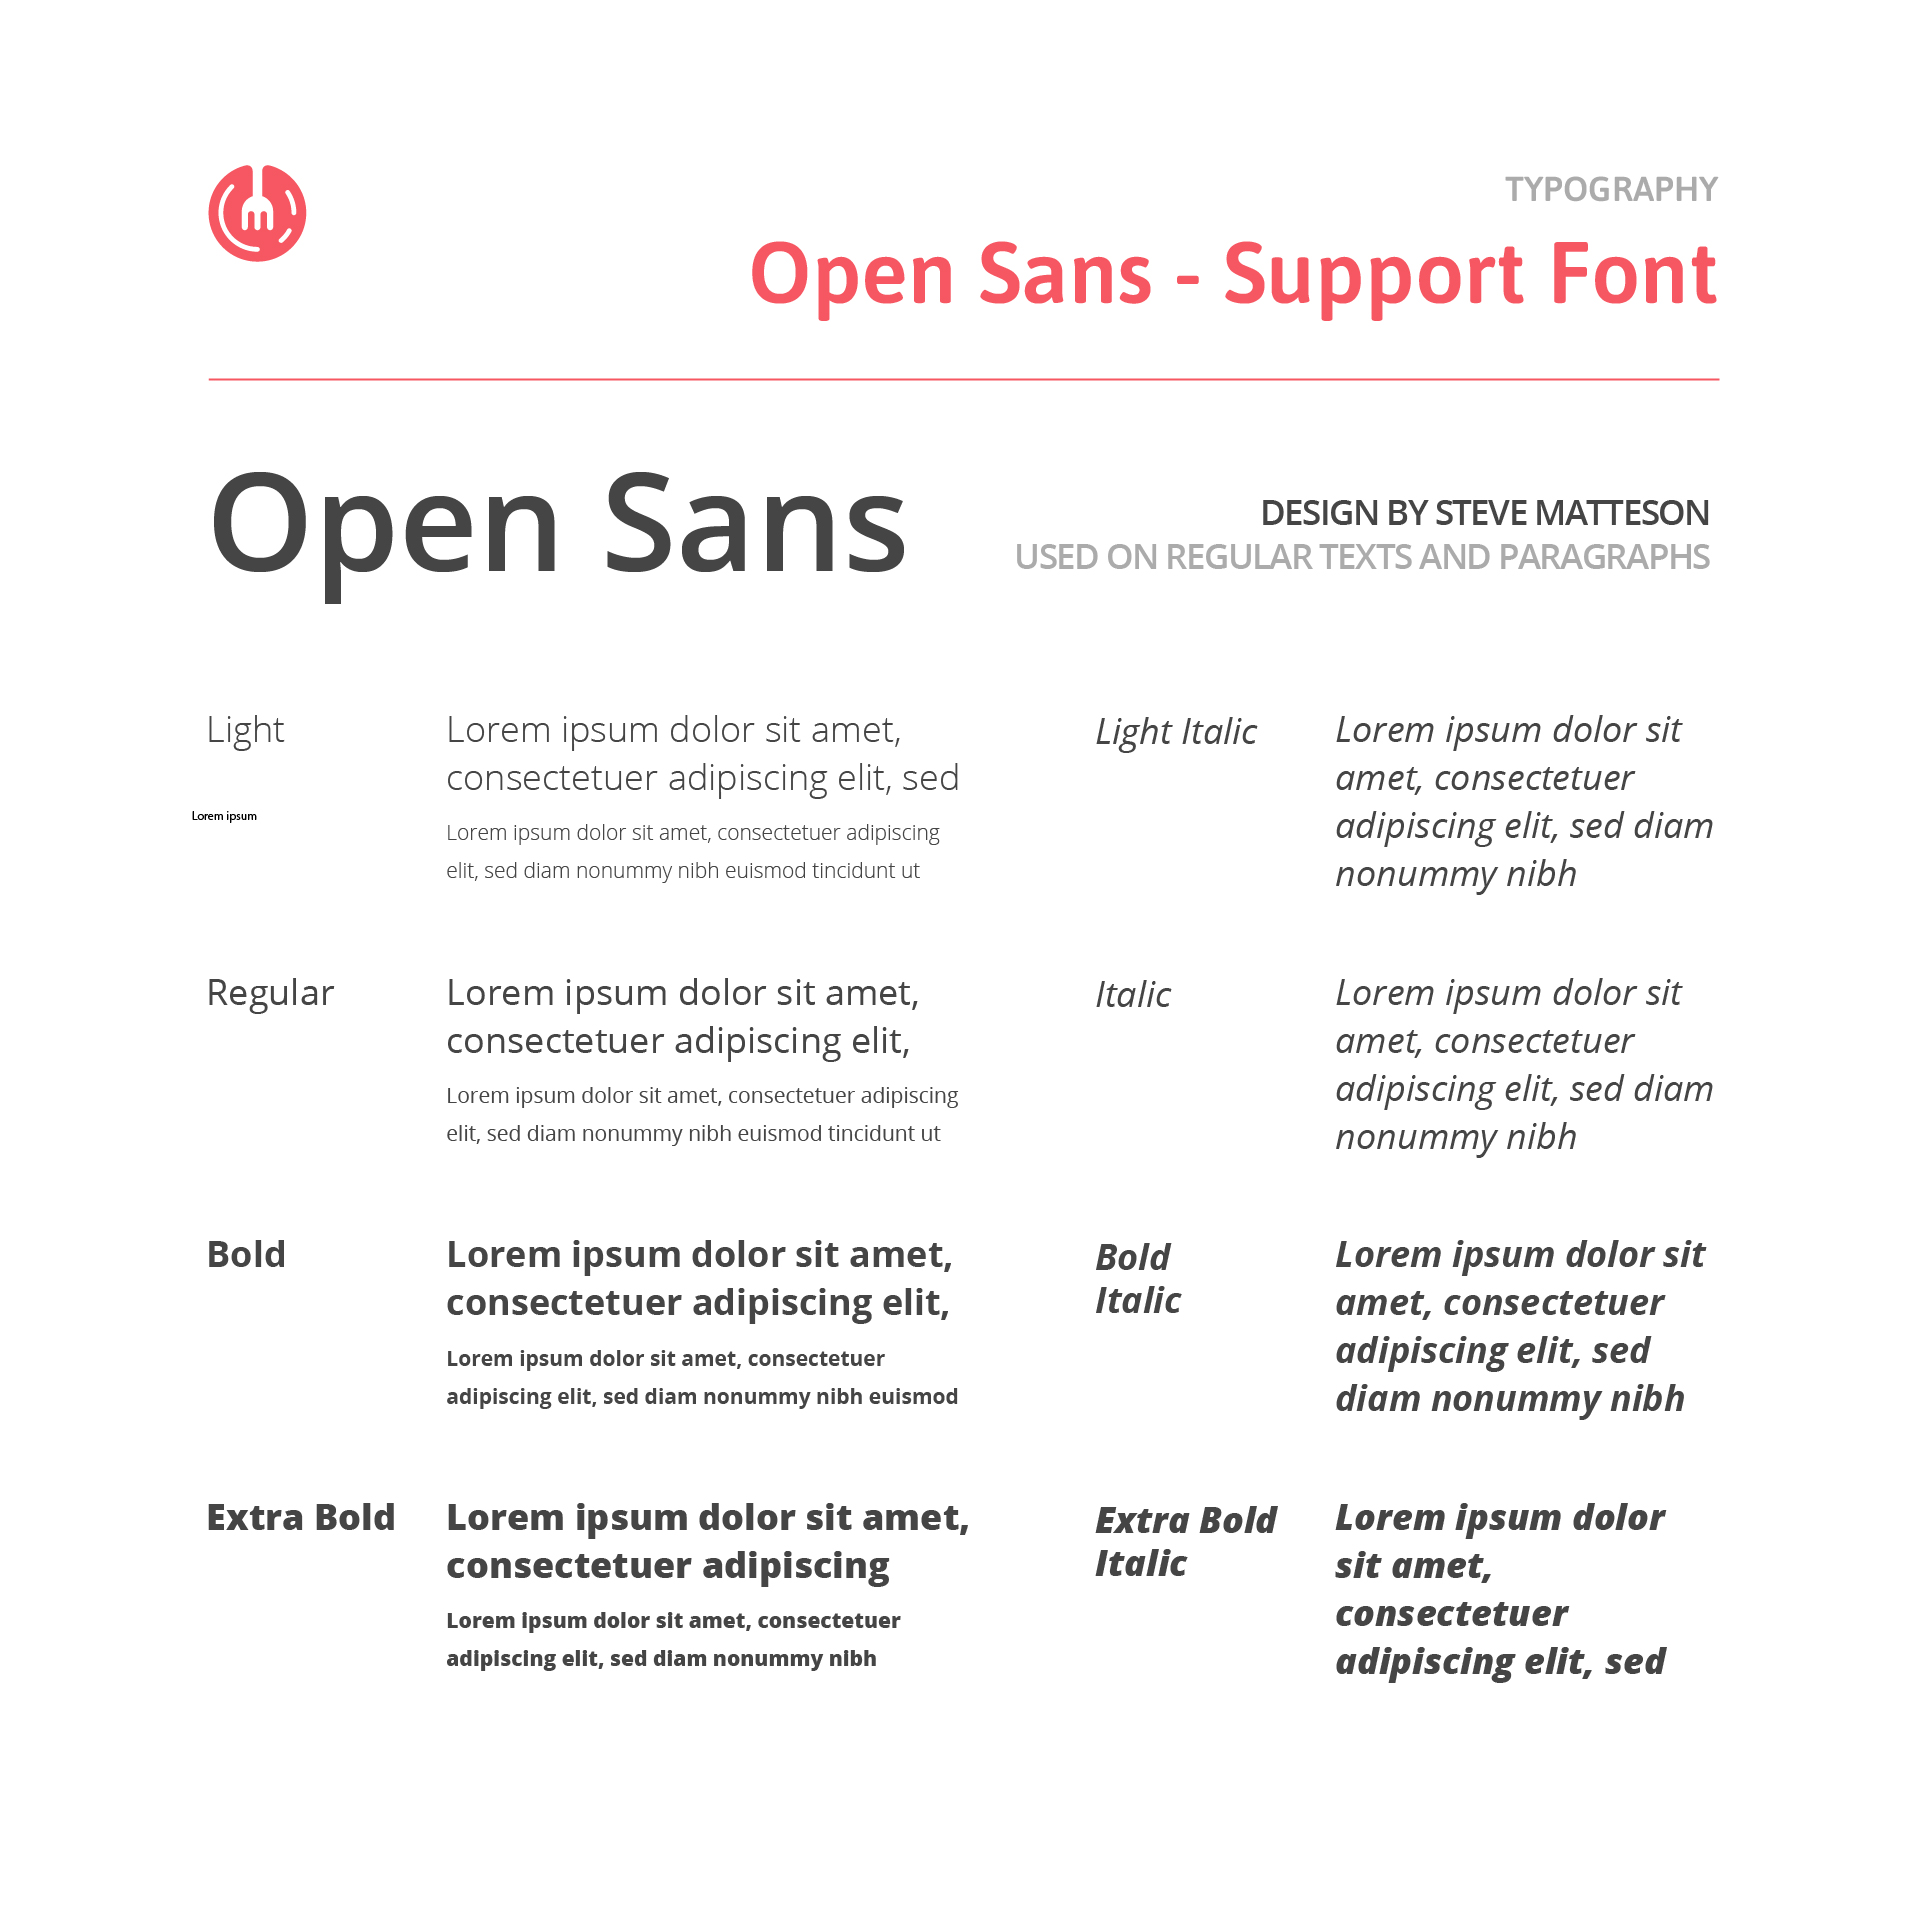 TYPOGRAPHY
Open Sans - Support Font
Open Sans
DESIGN BY STEVE MATTESON
USED ON REGULAR TEXTS AND PARAGRAPHS
Light
Lorem ipsum dolor sit amet,
consectetuer adipiscing elit, sed
Lorem ipsum
Lorem ipsum dolor sit amet, consectetuer adipiscing
elit, sed diam nonummy nibh euismod tincidunt ut
Light Italic
Lorem ipsum dolor sit
amet, consectetuer
adipiscing elit, sed diam
nonummy nibh
Regular
Lorem ipsum dolor sit amet,
consectetuer adipiscing elit,
Lorem ipsum dolor sit amet, consectetuer adipiscing
elit, sed diam nonummy nibh euismod tincidunt ut
Italic
Lorem ipsum dolor sit
amet, consectetuer
adipiscing elit, sed diam
nonummy nibh
Bold
Lorem ipsum dolor sit amet,
consectetuer adipiscing elit,
Lorem ipsum dolor sit amet, consectetuer
adipiscing elit, sed diam nonummy nibh euismod
Bold
Italic
Lorem ipsum dolor sit
amet, consectetuer
adipiscing elit, sed
diam nonummy nibh
Extra Bold
Lorem ipsum dolor sit amet,
consectetuer adipiscing
Lorem ipsum dolor sit amet, consectetuer
adipiscing elit, sed diam nonummy nibh
Extra Bold
Italic
Lorem ipsum dolor
sit amet,
consectetuer
adipiscing elit, sed